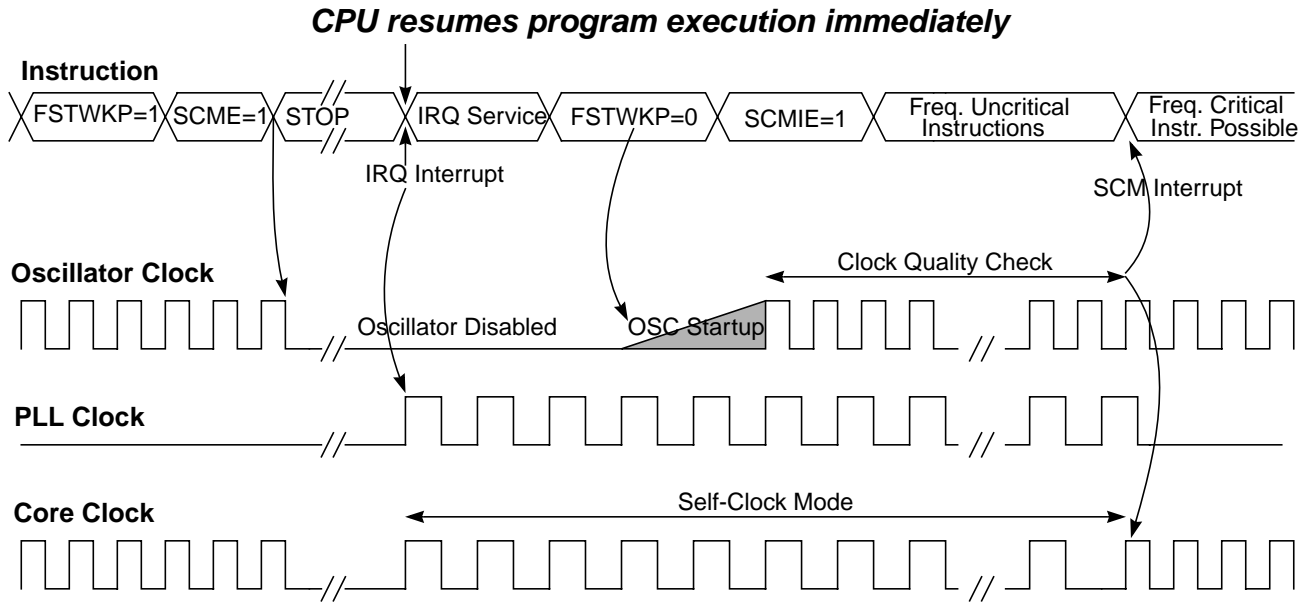 CPU resumes program execution immediately
Instruction
FSTWKP=1 SCME=1 STOP IRQ Service FSTWKP=0 SCMIE=1 Freq. Uncritical Instructions Freq. Critical Instr. Possible
IRQ Interrupt
SCM Interrupt
Oscillator Clock
Clock Quality Check
Oscillator Disabled
OSC Startup
PLL Clock
Core Clock
Self-Clock Mode